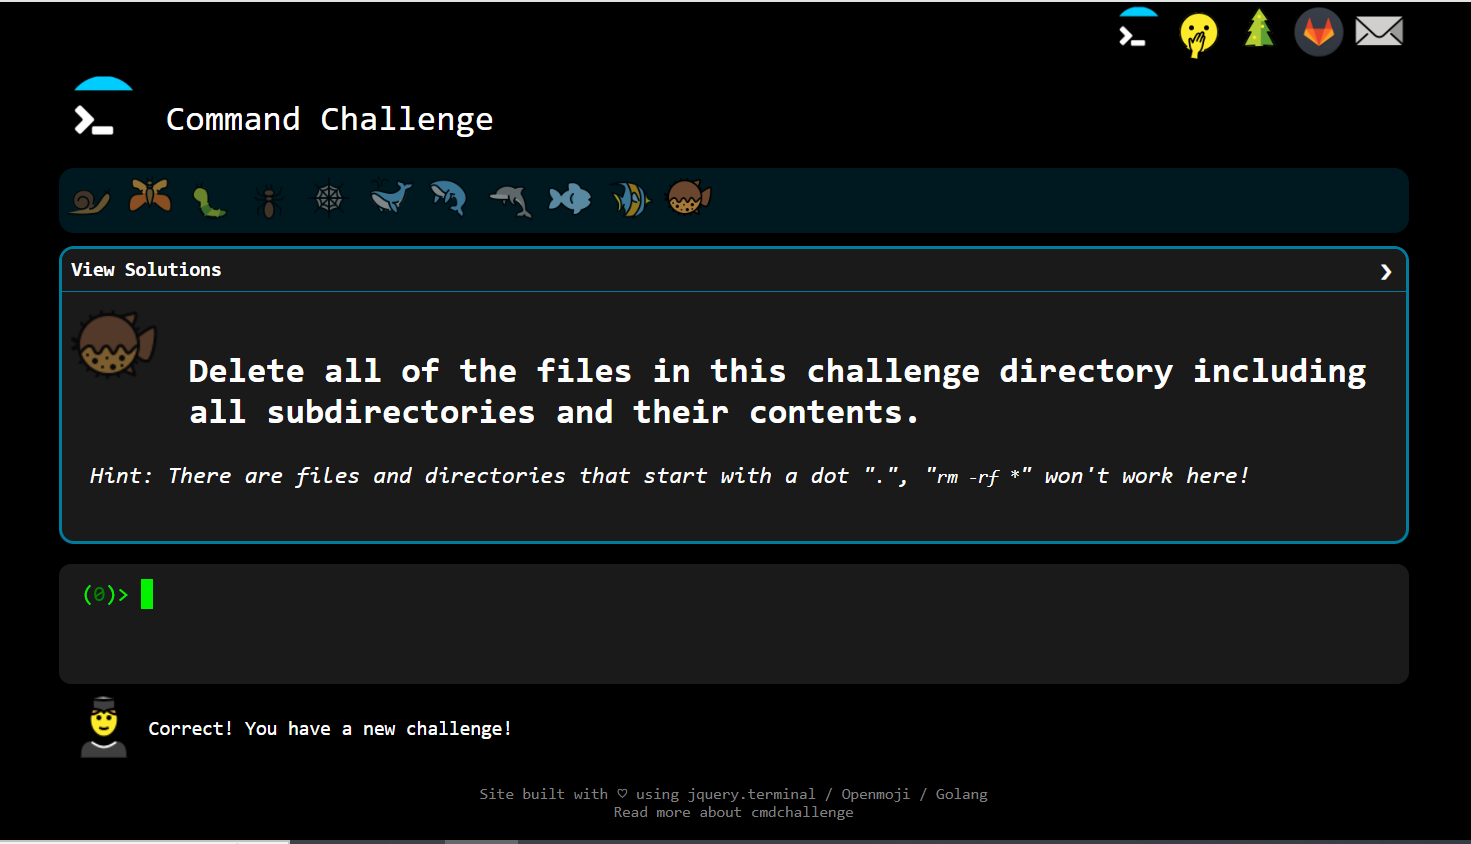 Command Challenge
View Solutions
Delete all of the files in this challenge directory including
all subdirectories and their contents.
Hint: There are files and directories that start with a dot ".", "rm -rf *" won't work here!
(0)>
Correct! You have a new challenge!
Site built with ♡ using jquery.terminal / Openmoji / Golang
Read more about cmdchallenge